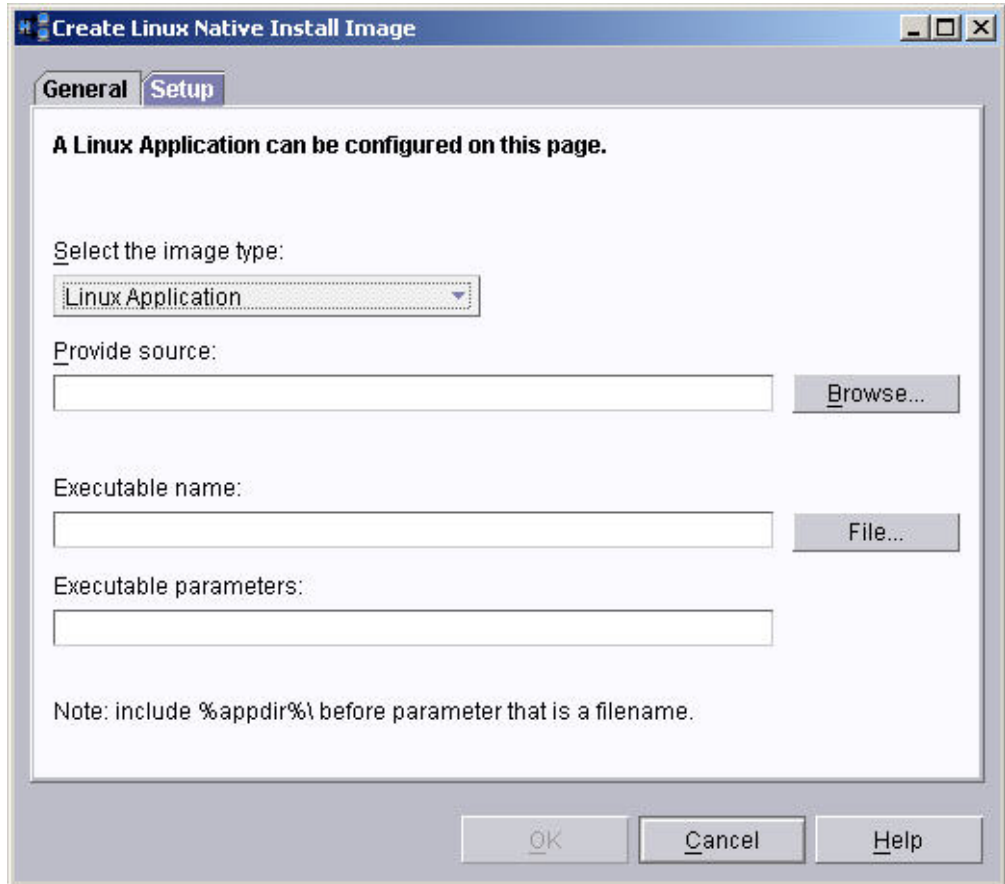 Create Linux Native Install Image
General Setup
A Linux Application can be configured on this page.
Select the image type:
Linux Application
Provide source:
Browse...
Executable name:
File...
Executable parameters:
Note: include %appdir%\ before parameter that is a filename.
OK Cancel Help